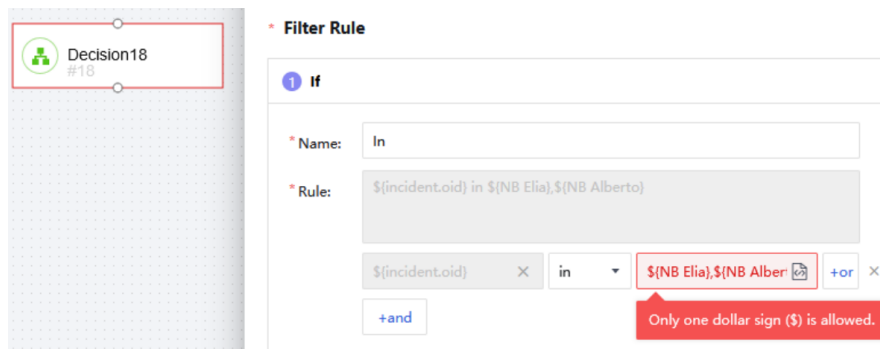 Decision18
#18
* Filter Rule
1 If
* Name:
In
* Rule:
${incident.oid} in ${NB Elia},${NB Alberto}
${incident.oid}
in
${NB Elia},${NB Alber
+or
+and
Only one dollar sign ($) is allowed.